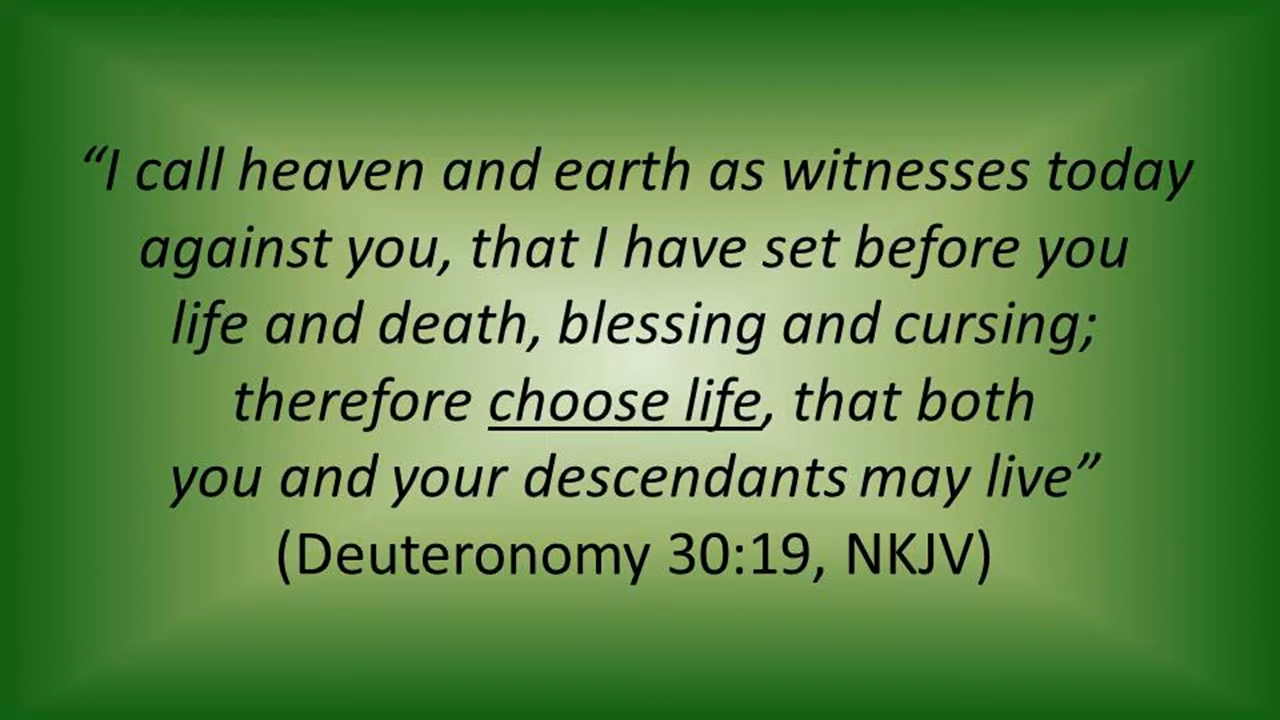 “I call heaven and earth as witnesses today
against you, that I have set before you
life and death, blessing and cursing;
therefore choose life, that both
you and your descendants may live”
(Deuteronomy 30:19, NKJV)